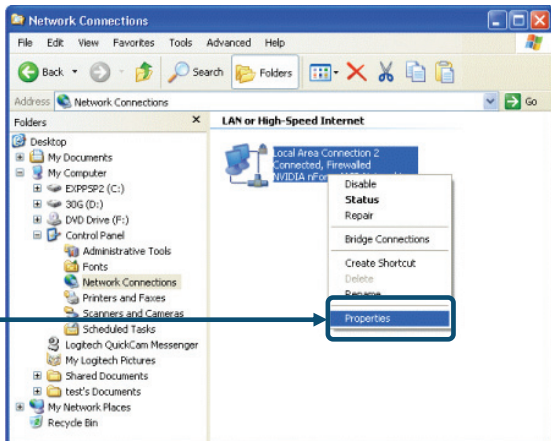 Network Connections
File Edit View Favorites Tools Advanced Help
Back Search Folders
Address Network Connections Go
Folders
Desktop
My Documents
My Computer
EXPPSP2 (C:)
30G (D:)
DVD Drive (F:)
Control Panel
Administrative Tools
Fonts
Network Connections
Printers and Faxes
Scanners and Cameras
Scheduled Tasks
Logitech QuickCam Messenger
My Logitech Pictures
Shared Documents
test's Documents
My Network Places
Recycle Bin
LAN or High-Speed Internet
Local Area Connection 2
Connected, Firewalled
NVIDIA
Disable
Status
Repair
Bridge Connections
Create Shortcut
Delete
Rename
Properties